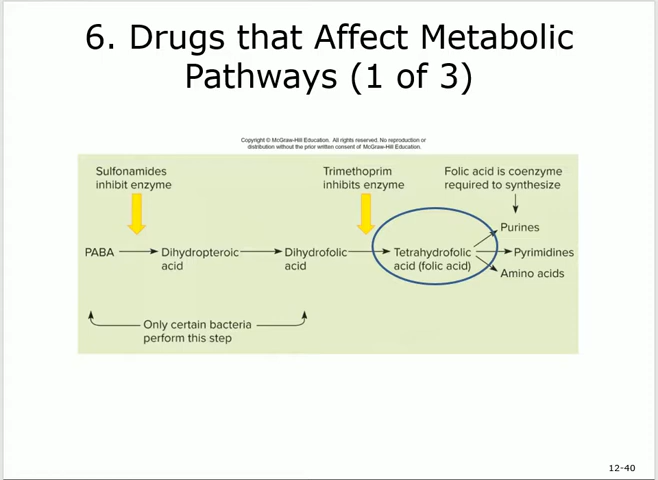 6. Drugs that Affect Metabolic
Pathways (1 of 3)
Copyright © McGraw-Hill Education. All rights reserved. No reproduction or
distribution without the prior written consent of McGraw-Hill Education.
Sulfonamides
inhibit enzyme
Trimethoprim
inhibits enzyme
Folic acid is coenzyme
required to synthesize
PABA
Dihydropteroic
acid
Dihydrofolic
acid
Tetrahydrofolic
acid (folic acid)
Purines
Pyrimidines
Amino acids
Only certain bacteria
perform this step
12-40